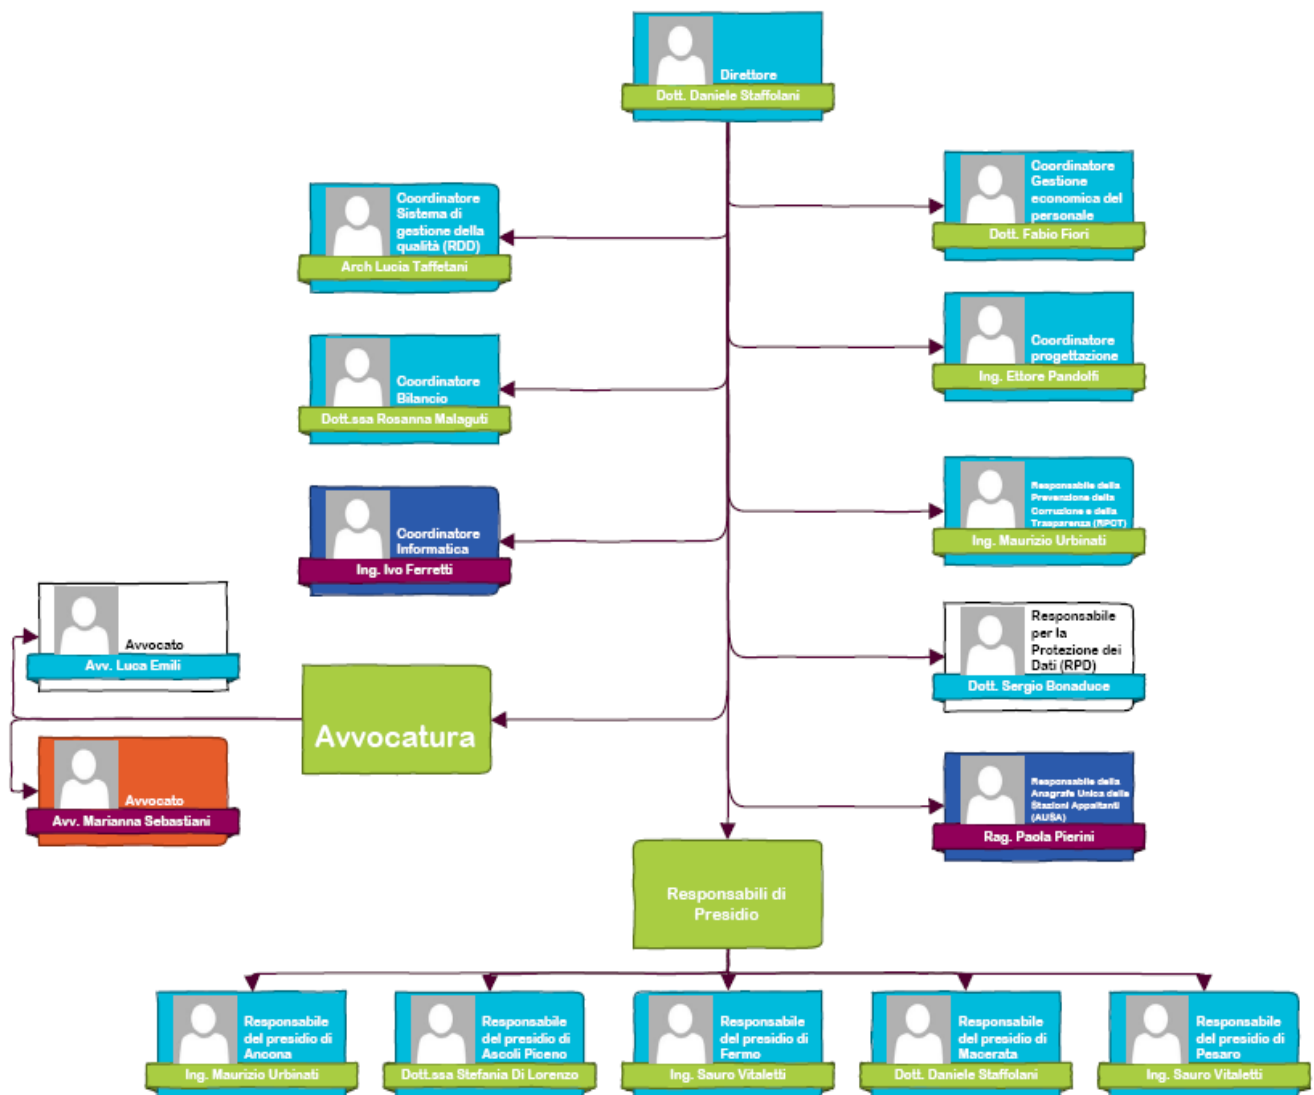 Direttore
Dott. Daniele Staffolani
Coordinatore
Sistema di
gestione della
qualità (RDD)
Arch Lucia Taffetani
Coordinatore
Gestione
economica del
personale
Dott. Fabio Fiori
Coordinatore
Bilancio
Dott.ssa Rosanna Malaguti
Coordinatore
progettazione
Ing. Ettore Pandolfi
Coordinatore
Informatica
Ing. Ivo Ferretti
Responsabile della
Prevenzione della
Corruzione e della
Trasparenza (RPCT)
Ing. Maurizio Urbinati
Avvocato
Avv. Luca Emili
Responsabile
per la
Protezione dei
Dati (RPD)
Dott. Sergio Bonaduce
Avvocatura
Avvocato
Avv. Marianna Sebastiani
Responsabile della
Anagrafe Unica delle
Stazioni Appaltanti
(AUSA)
Rag. Paola Pierini
Responsabili di
Presidio
Responsabile
del presidio di
Ancona
Ing. Maurizio Urbinati
Responsabile
del presidio di
Ascoli Piceno
Dott.ssa Stefania Di Lorenzo
Responsabile
del presidio di
Fermo
Ing. Sauro Vitaletti
Responsabile
del presidio di
Macerata
Dott. Daniele Staffolani
Responsabile
del presidio di
Pesaro
Ing. Sauro Vitaletti